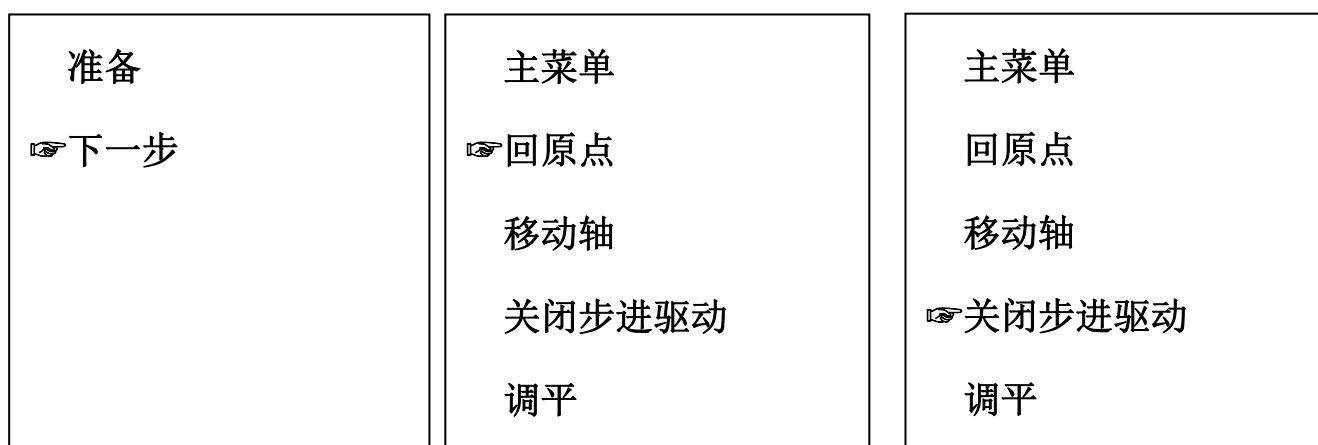 准备
☞下一步
主菜单
☞回原点
移动轴
关闭步进驱动
调平
主菜单
回原点
移动轴
☞关闭步进驱动
调平